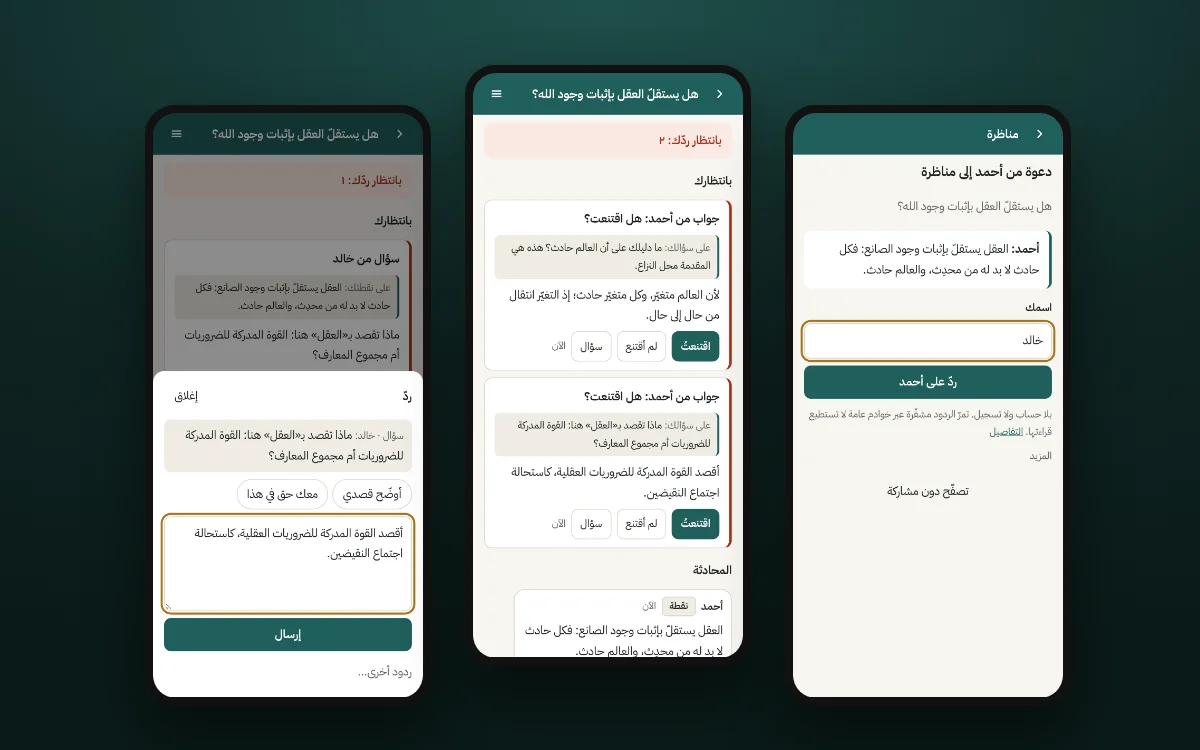 مناظرة
دعوة من أحمد إلى مناظرة
هل يستقلّ العقل بإثبات وجود الله؟
أحمد: العقل يستقلّ بإثبات وجود الصانع: فكل
حادث لا بد له من محدِث، والعالم حادث.
اسمك
خالد
ردّ على أحمد
بلا حساب ولا تسجيل. تمرّ الردود مشفّرة عبر خوادم عامة لا تستطيع
قراءتها. التفاصيل
المزيد
تصفّح دون مشاركة
هل يستقلّ العقل بإثبات وجود الله؟
بانتظار ردّك: ٢
بانتظارك
جواب من أحمد: هل اقتنعت؟
على سؤالك: ما دليلك على أن العالم حادث؟ هذه هي
المقدمة محل النزاع.
لأن العالم متغيّر، وكل متغيّر حادث؛ إذ التغيّر انتقال
من حال إلى حال.
اقتنعتُ لم أقتنع سؤال الآن
جواب من أحمد: هل اقتنعت؟
على سؤالك: ماذا تقصد بـ«العقل» هنا: القوة المدركة
للضروريات أم مجموع المعارف؟
أقصد القوة المدركة للضروريات العقلية، كاستحالة
اجتماع النقيضين.
اقتنعتُ لم أقتنع سؤال الآن
المحادثة
أحمد نقطة الآن
العقل يستقلّ بإثبات وجود الصانع: فكل حادث
لا بد له من محدِث، والعالم حادث.
هل يستقلّ العقل بإثبات وجود الله؟
بانتظار ردّك: ١
بانتظارك
سؤال من خالد
على نقطتك: العقل يستقلّ بإثبات وجود الصانع: فكل
حادث لا بد له من محدِث، والعالم حادث.
ماذا تقصد بـ«العقل» هنا: القوة المدركة للضروريات
أم مجموع المعارف؟
ردّ
إغلاق
سؤال · خالد: ماذا تقصد بـ«العقل» هنا: القوة المدركة
للضروريات أم مجموع المعارف؟
أوضّح قصدي معك حق في هذا
أقصد القوة المدركة للضروريات العقلية، كاستحالة
اجتماع النقيضين.
إرسال
ردود أخرى...